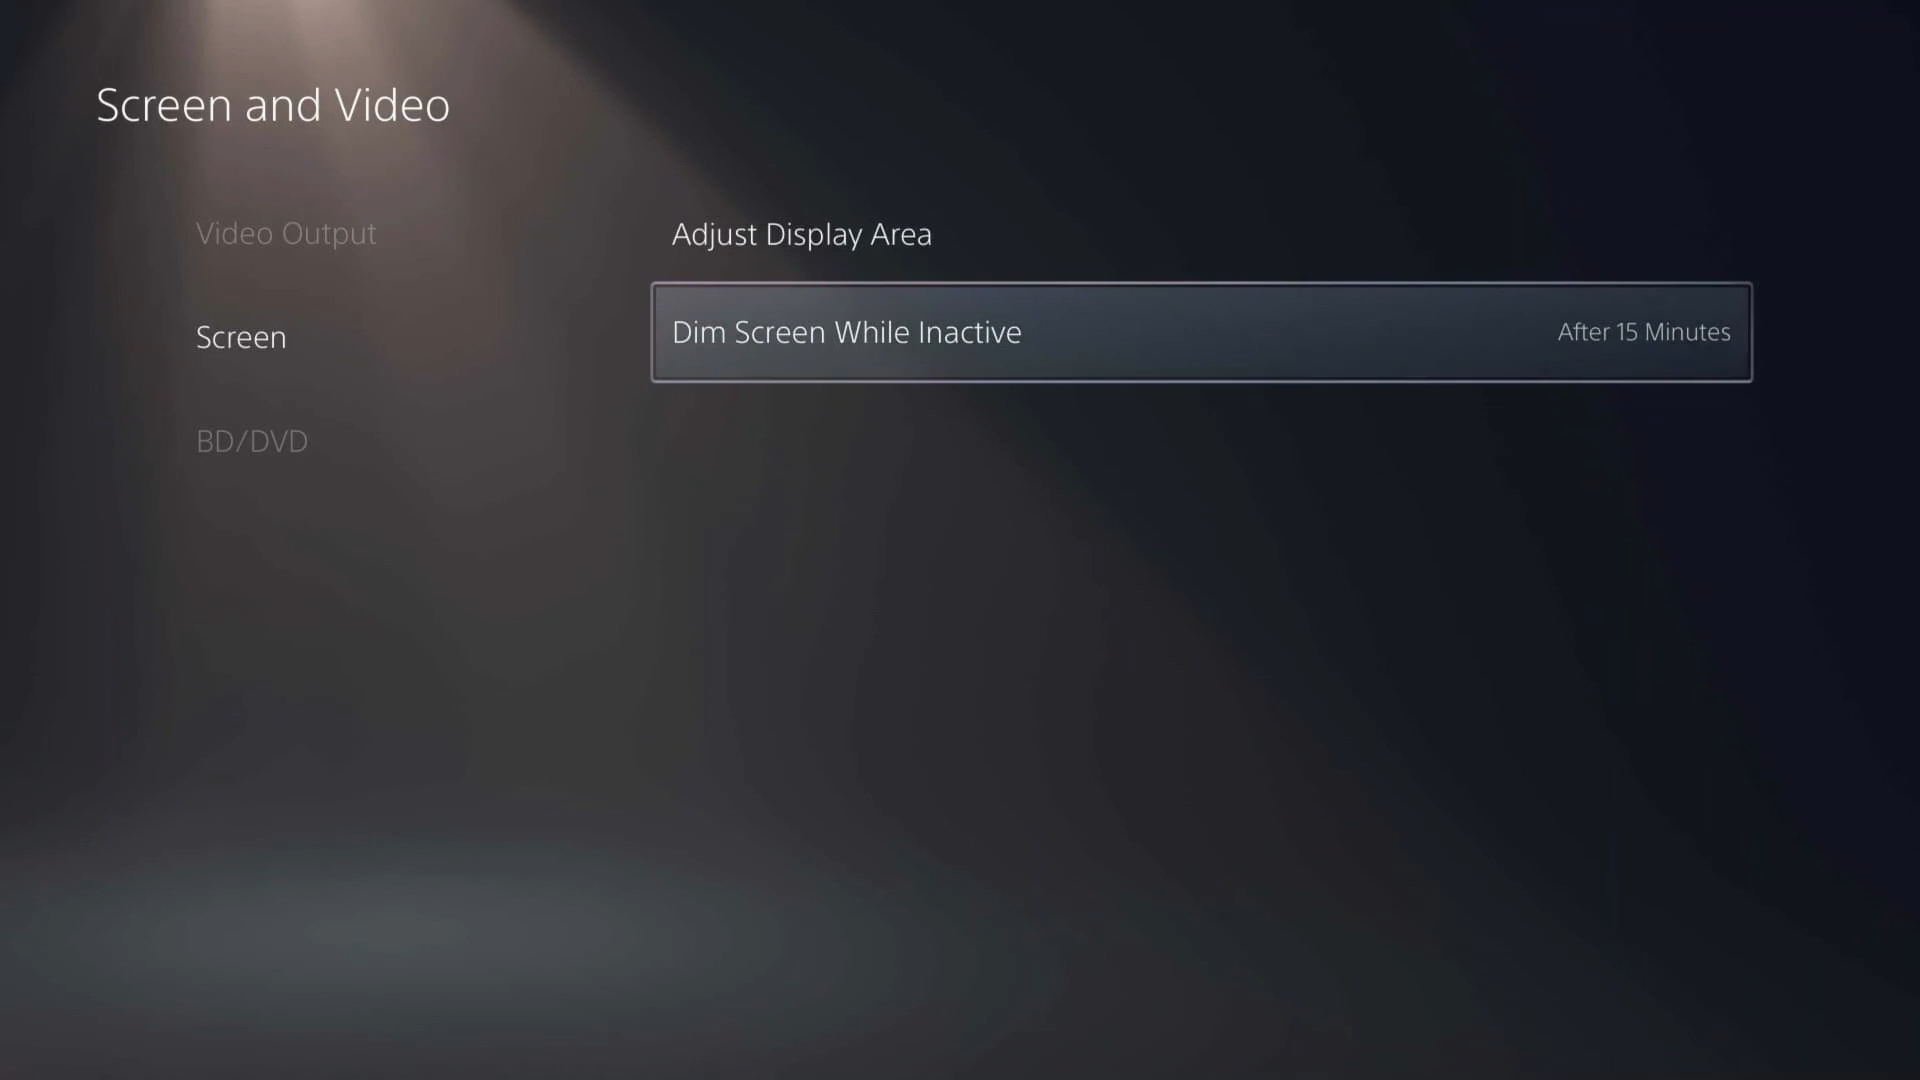 Screen and Video
Video Output
Screen
BD/DVD
Adjust Display Area
Dim Screen While Inactive
After 15 Minutes